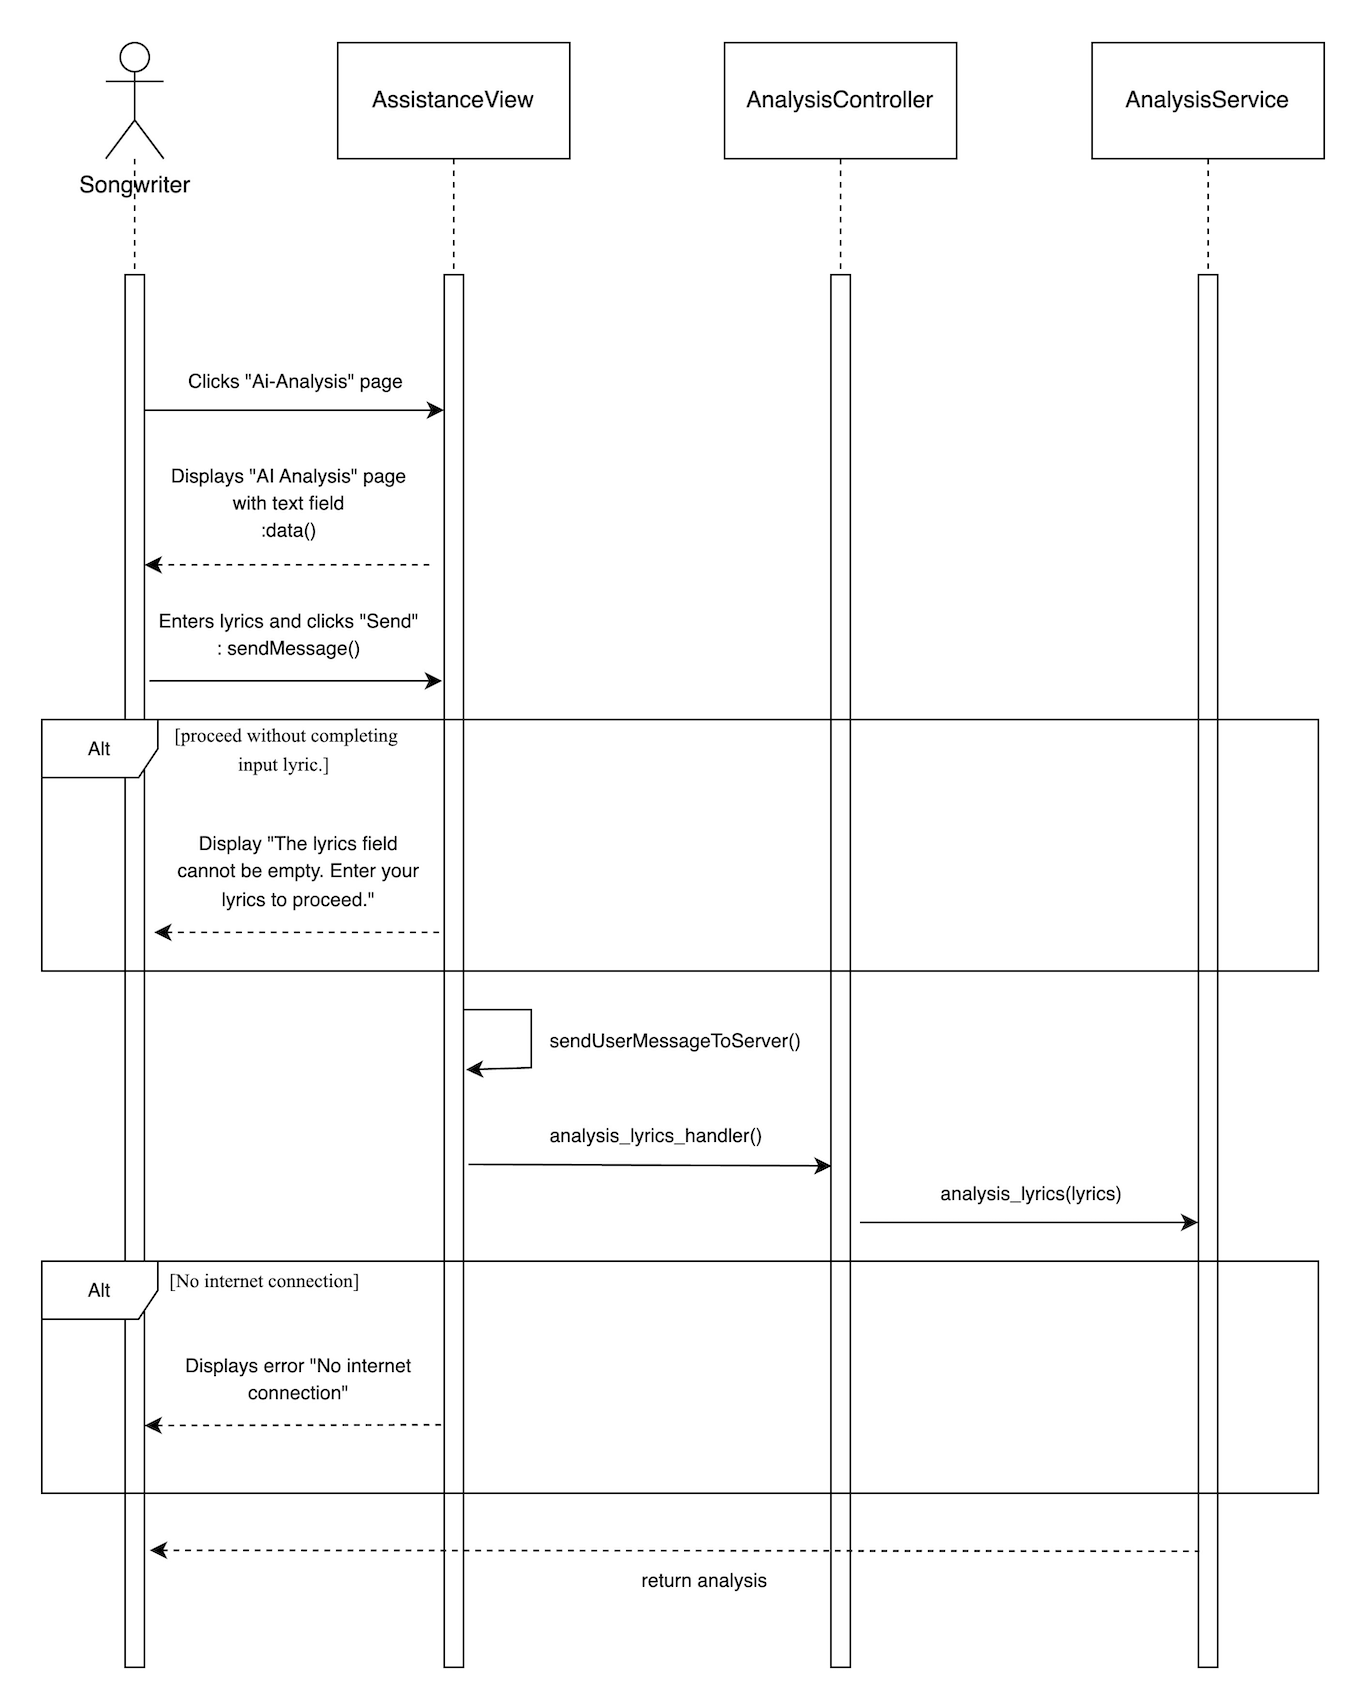 AssistanceView
AnalysisController
AnalysisService
Songwriter
Clicks "Ai-Analysis" page
Displays "AI Analysis" page
with text field
:data()
Enters lyrics and clicks "Send"
: sendMessage()
Alt
[proceed without completing
input lyric.]
Display "The lyrics field
cannot be empty. Enter your
lyrics to proceed."
sendUserMessageToServer()
analysis_lyrics_handler()
analysis_lyrics(lyrics)
Alt
[No internet connection]
Displays error "No internet
connection"
return analysis